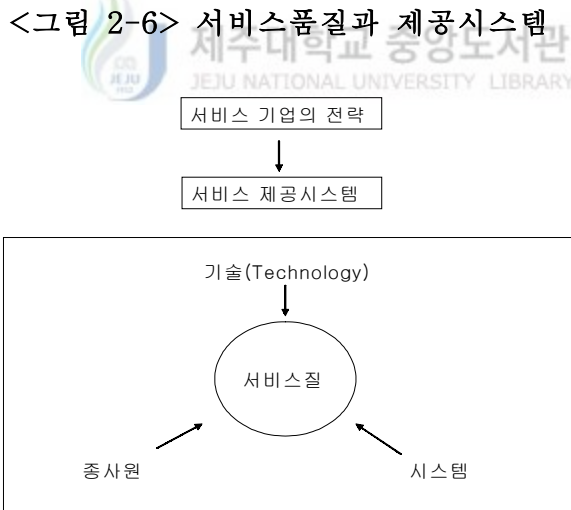 <그림 2-6> 서비스품질과 제공시스템
제주대학교 중앙도서관
JEJU NATIONAL UNIVERSITY LIBRARY
JEJU
1952
서비스 기업의 전략
서비스 제공시스템
기술(Technology)
서비스질
종사원 시스템